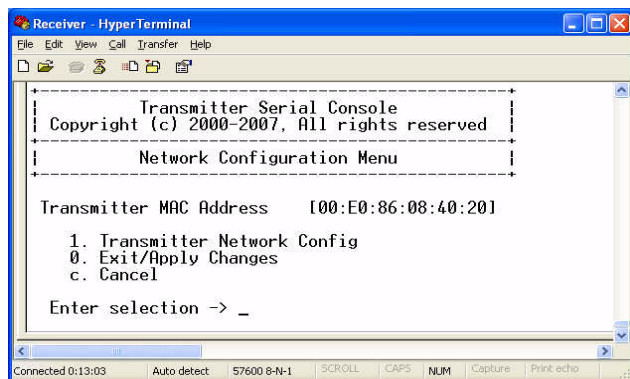 Receiver - HyperTerminal
File Edit View Call Transfer Help
Transmitter Serial Console
Copyright (c) 2000-2007, All rights reserved
Network Configuration Menu
Transmitter MAC Address [00:E0:86:08:40:20]
1. Transmitter Network Config
0. Exit/Apply Changes
c. Cancel
Enter selection -> _
Connected 0:13:03 Auto detect 57600 8-N-1 SCROLL CAPS NUM Capture Print echo